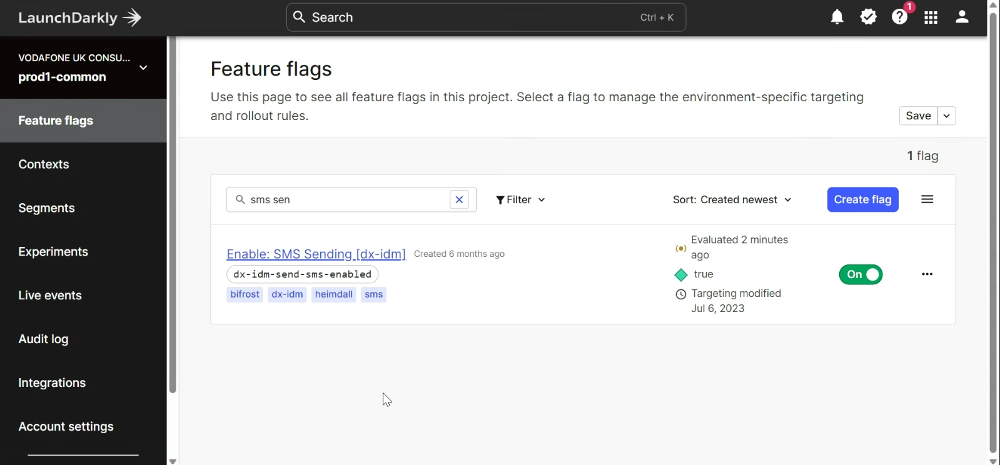 LaunchDarkly
Search
Ctrl + K
1
VODAFONE UK CONSU...
prod1-common
Feature flags
Contexts
Segments
Experiments
Live events
Audit log
Integrations
Account settings
Feature flags
Use this page to see all feature flags in this project. Select a flag to manage the environment-specific targeting
and rollout rules.
Save
1 flag
sms sen
Filter
Sort: Created newest
Create flag
Enable: SMS Sending [dx-idm] Created 6 months ago
dx-idm-send-sms-enabled
bifrost dx-idm heimdall sms
Evaluated 2 minutes
ago
true
Targeting modified
Jul 6, 2023
On